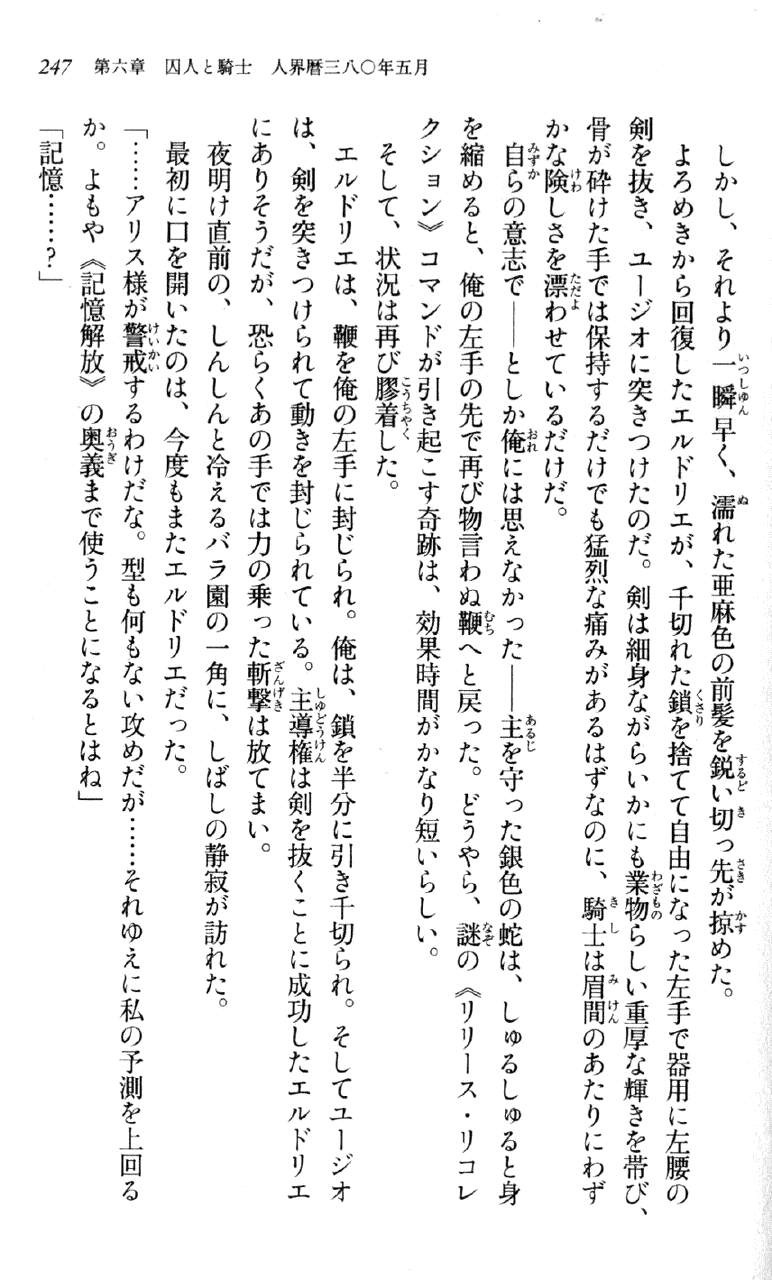 247 第六章 囚人と騎士 人界暦三八〇年五月
しかし、それより一瞬早く、濡れた亜麻色の前髪を鋭い切っ先が掠めた。
よろめきから回復したエルドリエが、千切れた鎖を捨てて自由になった左手で器用に左腰の
剣を抜き、ユージオに突きつけたのだ。剣は細身ながらいかにも業物らしい重厚な輝きを帯び、
骨が砕けた手では保持するだけでも猛烈な痛みがあるはずなのに、騎士は眉間のあたりにわず
かな険しさを漂わせているだけだ。
自らの意志で――としか俺には思えなかった――主を守った銀色の蛇は、しゅるしゅると身
を縮めると、俺の左手の先で再び物言わぬ鞭へと戻った。どうやら、謎の《リリース・リコレ
クション》コマンドが引き起こす奇跡は、効果時間がかなり短いらしい。
そして、状況は再び膠着した。
エルドリエは、鞭を俺の左手に封じられ。俺は、鎖を半分に引き千切られ。そしてユージオ
は、剣を突きつけられて動きを封じられている。主導権は剣を抜くことに成功したエルドリエ
にありそうだが、恐らくあの手では力の乗った斬撃は放てまい。
夜明け直前の、しんしんと冷えるバラ園の一角に、しばしの静寂が訪れた。
最初に口を開いたのは、今度もまたエルドリエだった。
「……アリス様が警戒するわけだな。型も何もない攻めだが……それゆえに私の予測を上回る
か。よもや《記憶解放》の奥義まで使うことになるとはね」
「記憶……?」